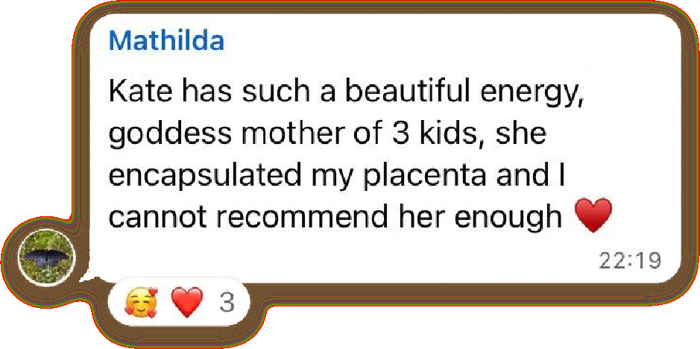 Mathilda
Kate has such a beautiful energy,
goddess mother of 3 kids, she
encapsulated my placenta and I
cannot recommend her enough ♥️
22:19
🥰 ❤️ 3